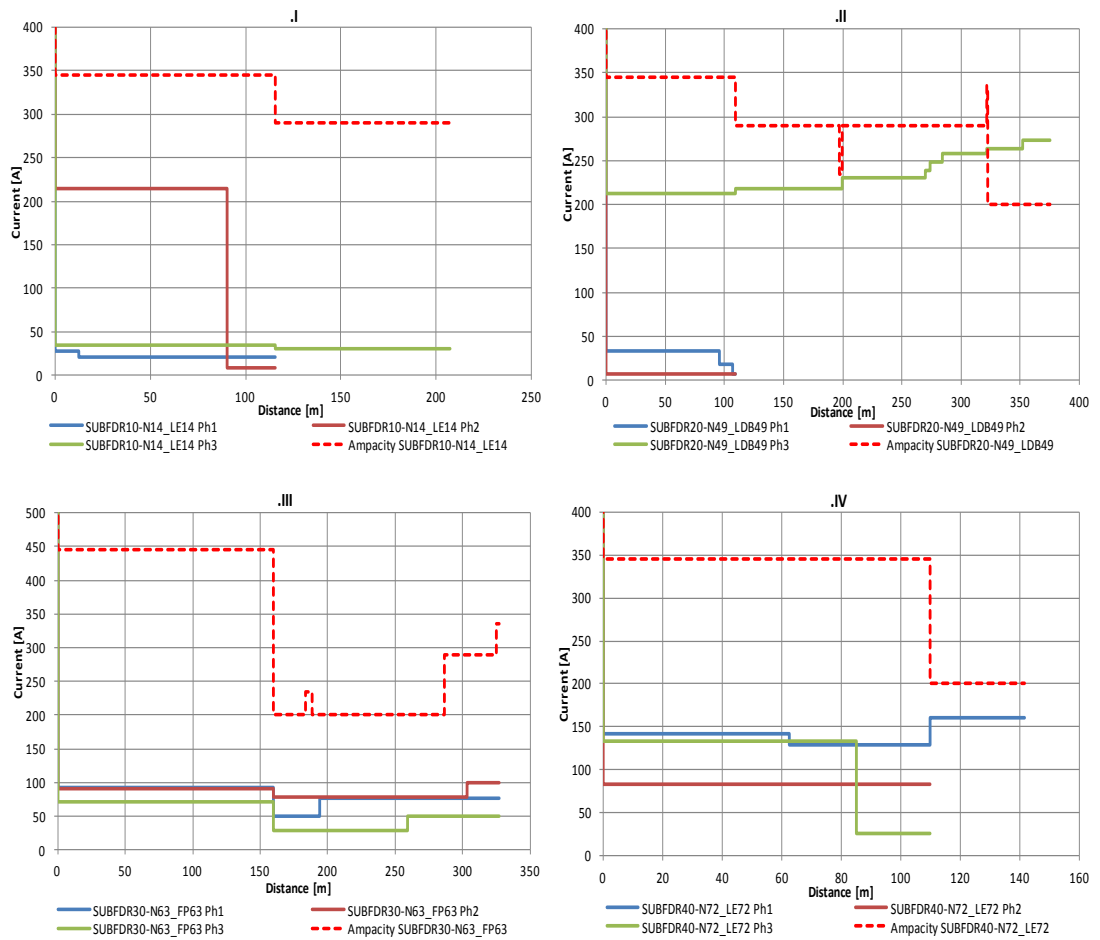 .I
Current [A]
400
350
300
250
200
150
100
50
0
0 50 100 150 200 250
Distance [m]
SUBFDR10-N14_LE14 Ph1 SUBFDR10-N14_LE14 Ph2
SUBFDR10-N14_LE14 Ph3 Ampacity SUBFDR10-N14_LE14
.II
Current [A]
400
350
300
250
200
150
100
50
0
0 50 100 150 200 250 300 350 400
Distance [m]
SUBFDR20-N49_LDB49 Ph1 SUBFDR20-N49_LDB49 Ph2
SUBFDR20-N49_LDB49 Ph3 Ampacity SUBFDR20-N49_LDB49
.III
Current [A]
500
450
400
350
300
250
200
150
100
50
0
0 50 100 150 200 250 300 350
Distance [m]
SUBFDR30-N63_FP63 Ph1 SUBFDR30-N63_FP63 Ph2
SUBFDR30-N63_FP63 Ph3 Ampacity SUBFDR30-N63_FP63
.IV
Current [A]
400
350
300
250
200
150
100
50
0
0 20 40 60 80 100 120 140 160
Distance [m]
SUBFDR40-N72_LE72 Ph1 SUBFDR40-N72_LE72 Ph2
SUBFDR40-N72_LE72 Ph3 Ampacity SUBFDR40-N72_LE72